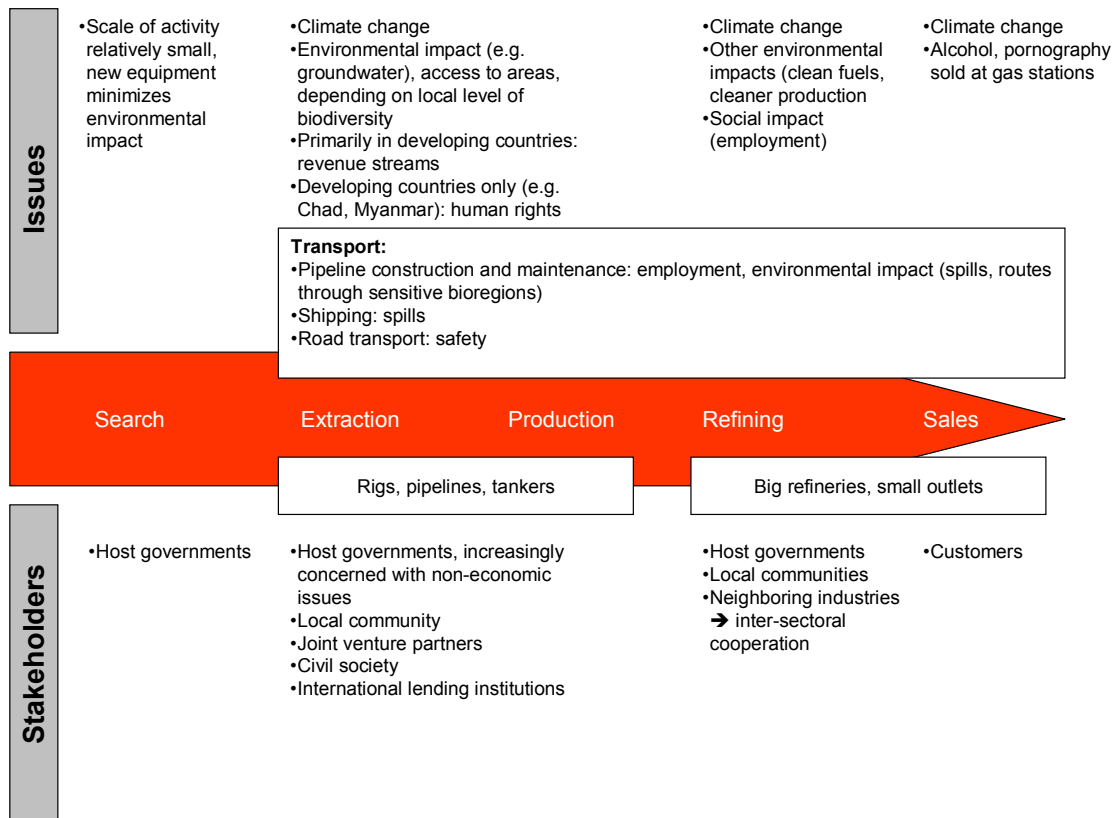 Issues
•Scale of activity
relatively small,
new equipment
minimizes
environmental
impact
•Climate change
•Environmental impact (e.g.
groundwater), access to areas,
depending on local level of
biodiversity
•Primarily in developing countries:
revenue streams
•Developing countries only (e.g.
Chad, Myanmar): human rights
•Climate change
•Other environmental
impacts (clean fuels,
cleaner production
•Social impact
(employment)
•Climate change
•Alcohol, pornography
sold at gas stations
Transport:
•Pipeline construction and maintenance: employment, environmental impact (spills, routes
through sensitive bioregions)
•Shipping: spills
•Road transport: safety
Search Extraction Production Refining Sales
Rigs, pipelines, tankers
Big refineries, small outlets
Stakeholders
•Host governments
•Host governments, increasingly
concerned with non-economic
issues
•Local community
•Joint venture partners
•Civil society
•International lending institutions
•Host governments
•Local communities
•Neighboring industries
➔ inter-sectoral
cooperation
•Customers